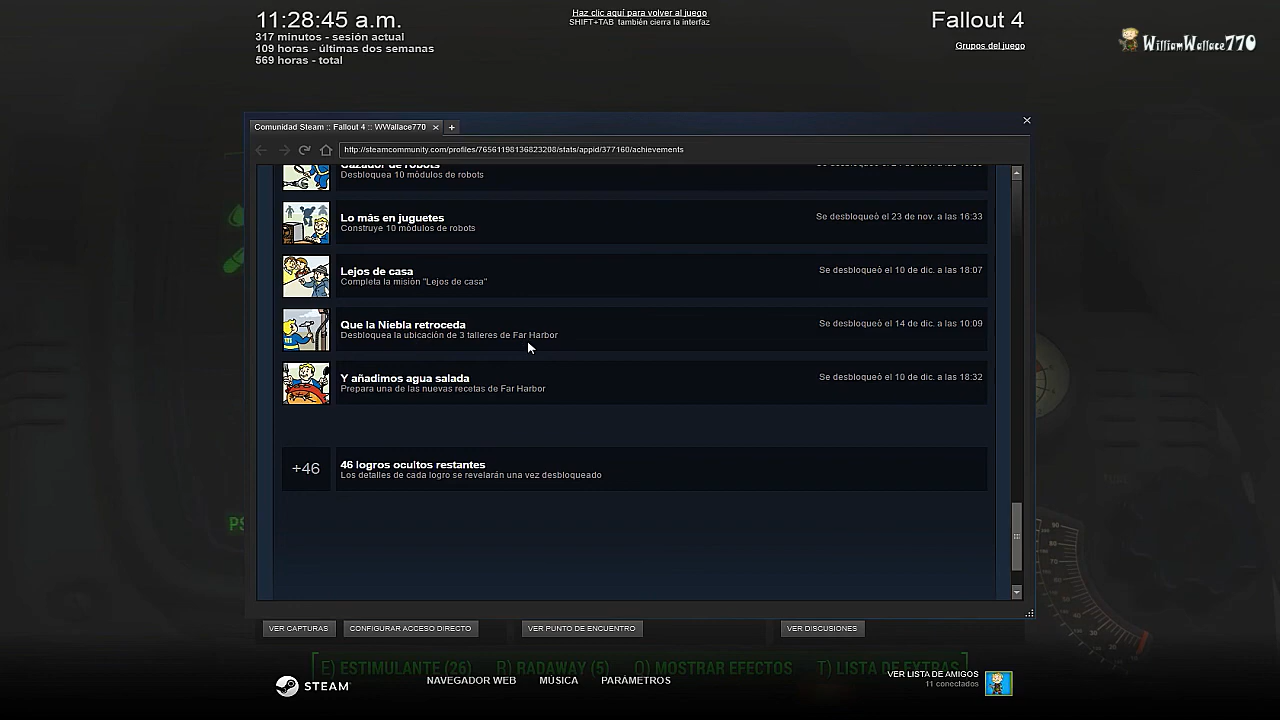 11:28:45 a.m.
317 minutos - sesión actual
109 horas - últimas dos semanas
569 horas - total
Haz clic aquí para volver al juego
SHIFT+TAB también cierra la interfaz
Fallout 4
Grupos del juego
WilliamWallace770
Comunidad Steam :: Fallout 4 :: WWallace770
http://steamcommunity.com/profiles/76561198136823208/stats/appid/377160/achievements
Cazador de robots
Desbloquea 10 módulos de robots
Lo más en juguetes
Construye 10 módulos de robots
Se desbloqueó el 23 de nov. a las 16:33
Lejos de casa
Completa la misión "Lejos de casa"
Se desbloqueó el 10 de dic. a las 18:07
Que la Niebla retroceda
Desbloquea la ubicación de 3 talleres de Far Harbor
Se desbloqueó el 14 de dic. a las 10:09
Y añadimos agua salada
Prepara una de las nuevas recetas de Far Harbor
Se desbloqueó el 10 de dic. a las 18:32
+46
46 logros ocultos restantes
Los detalles de cada logro se revelarán una vez desbloqueado
VER CAPTURAS
CONFIGURAR ACCESO DIRECTO
VER PUNTO DE ENCUENTRO
VER DISCUSIONES
E) ESTIMULANTE (26) R) RADAWAY (5) Q) MOSTRAR EFECTOS T) LISTA DE EXTRAS
STEAM
NAVEGADOR WEB
MÚSICA
PARÁMETROS
VER LISTA DE AMIGOS
11 conectados